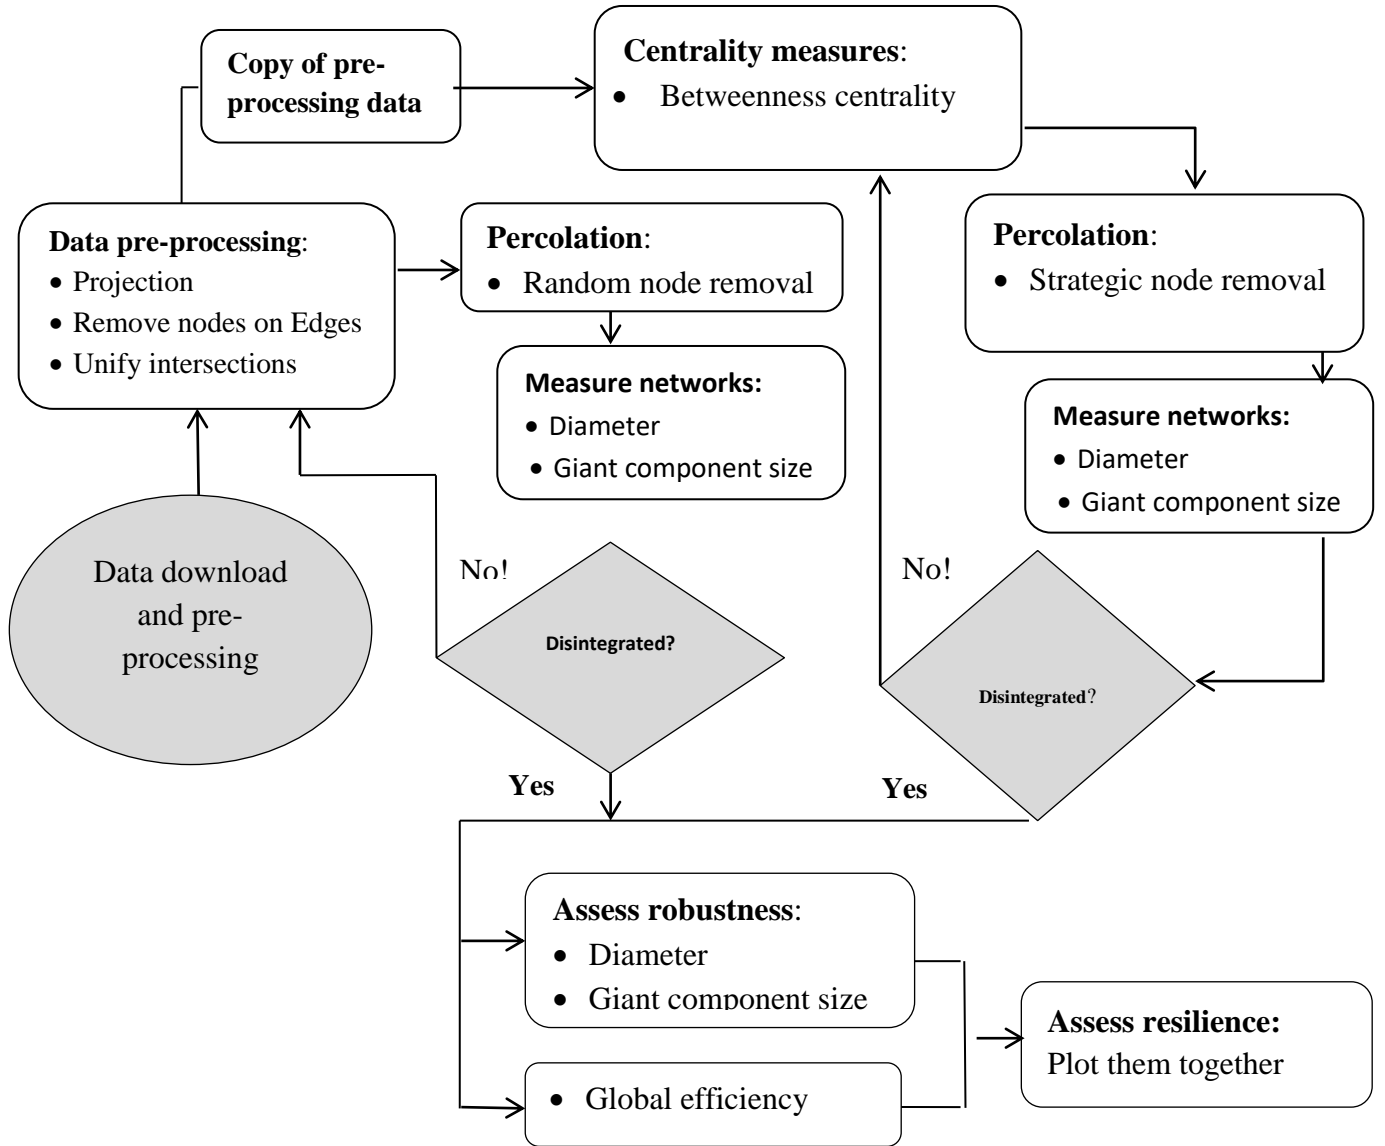 Copy of pre-
processing data
Centrality measures:
• Betweenness centrality
Data pre-processing:
• Projection
• Remove nodes on Edges
• Unify intersections
Percolation:
• Random node removal
Percolation:
• Strategic node removal
Measure networks:
• Diameter
• Giant component size
Measure networks:
• Diameter
• Giant component size
Data download
and pre-
processing
No!
Disintegrated?
No!
Disintegrated?
Yes
Yes
Assess robustness:
• Diameter
• Giant component size
• Global efficiency
Assess resilience:
Plot them together